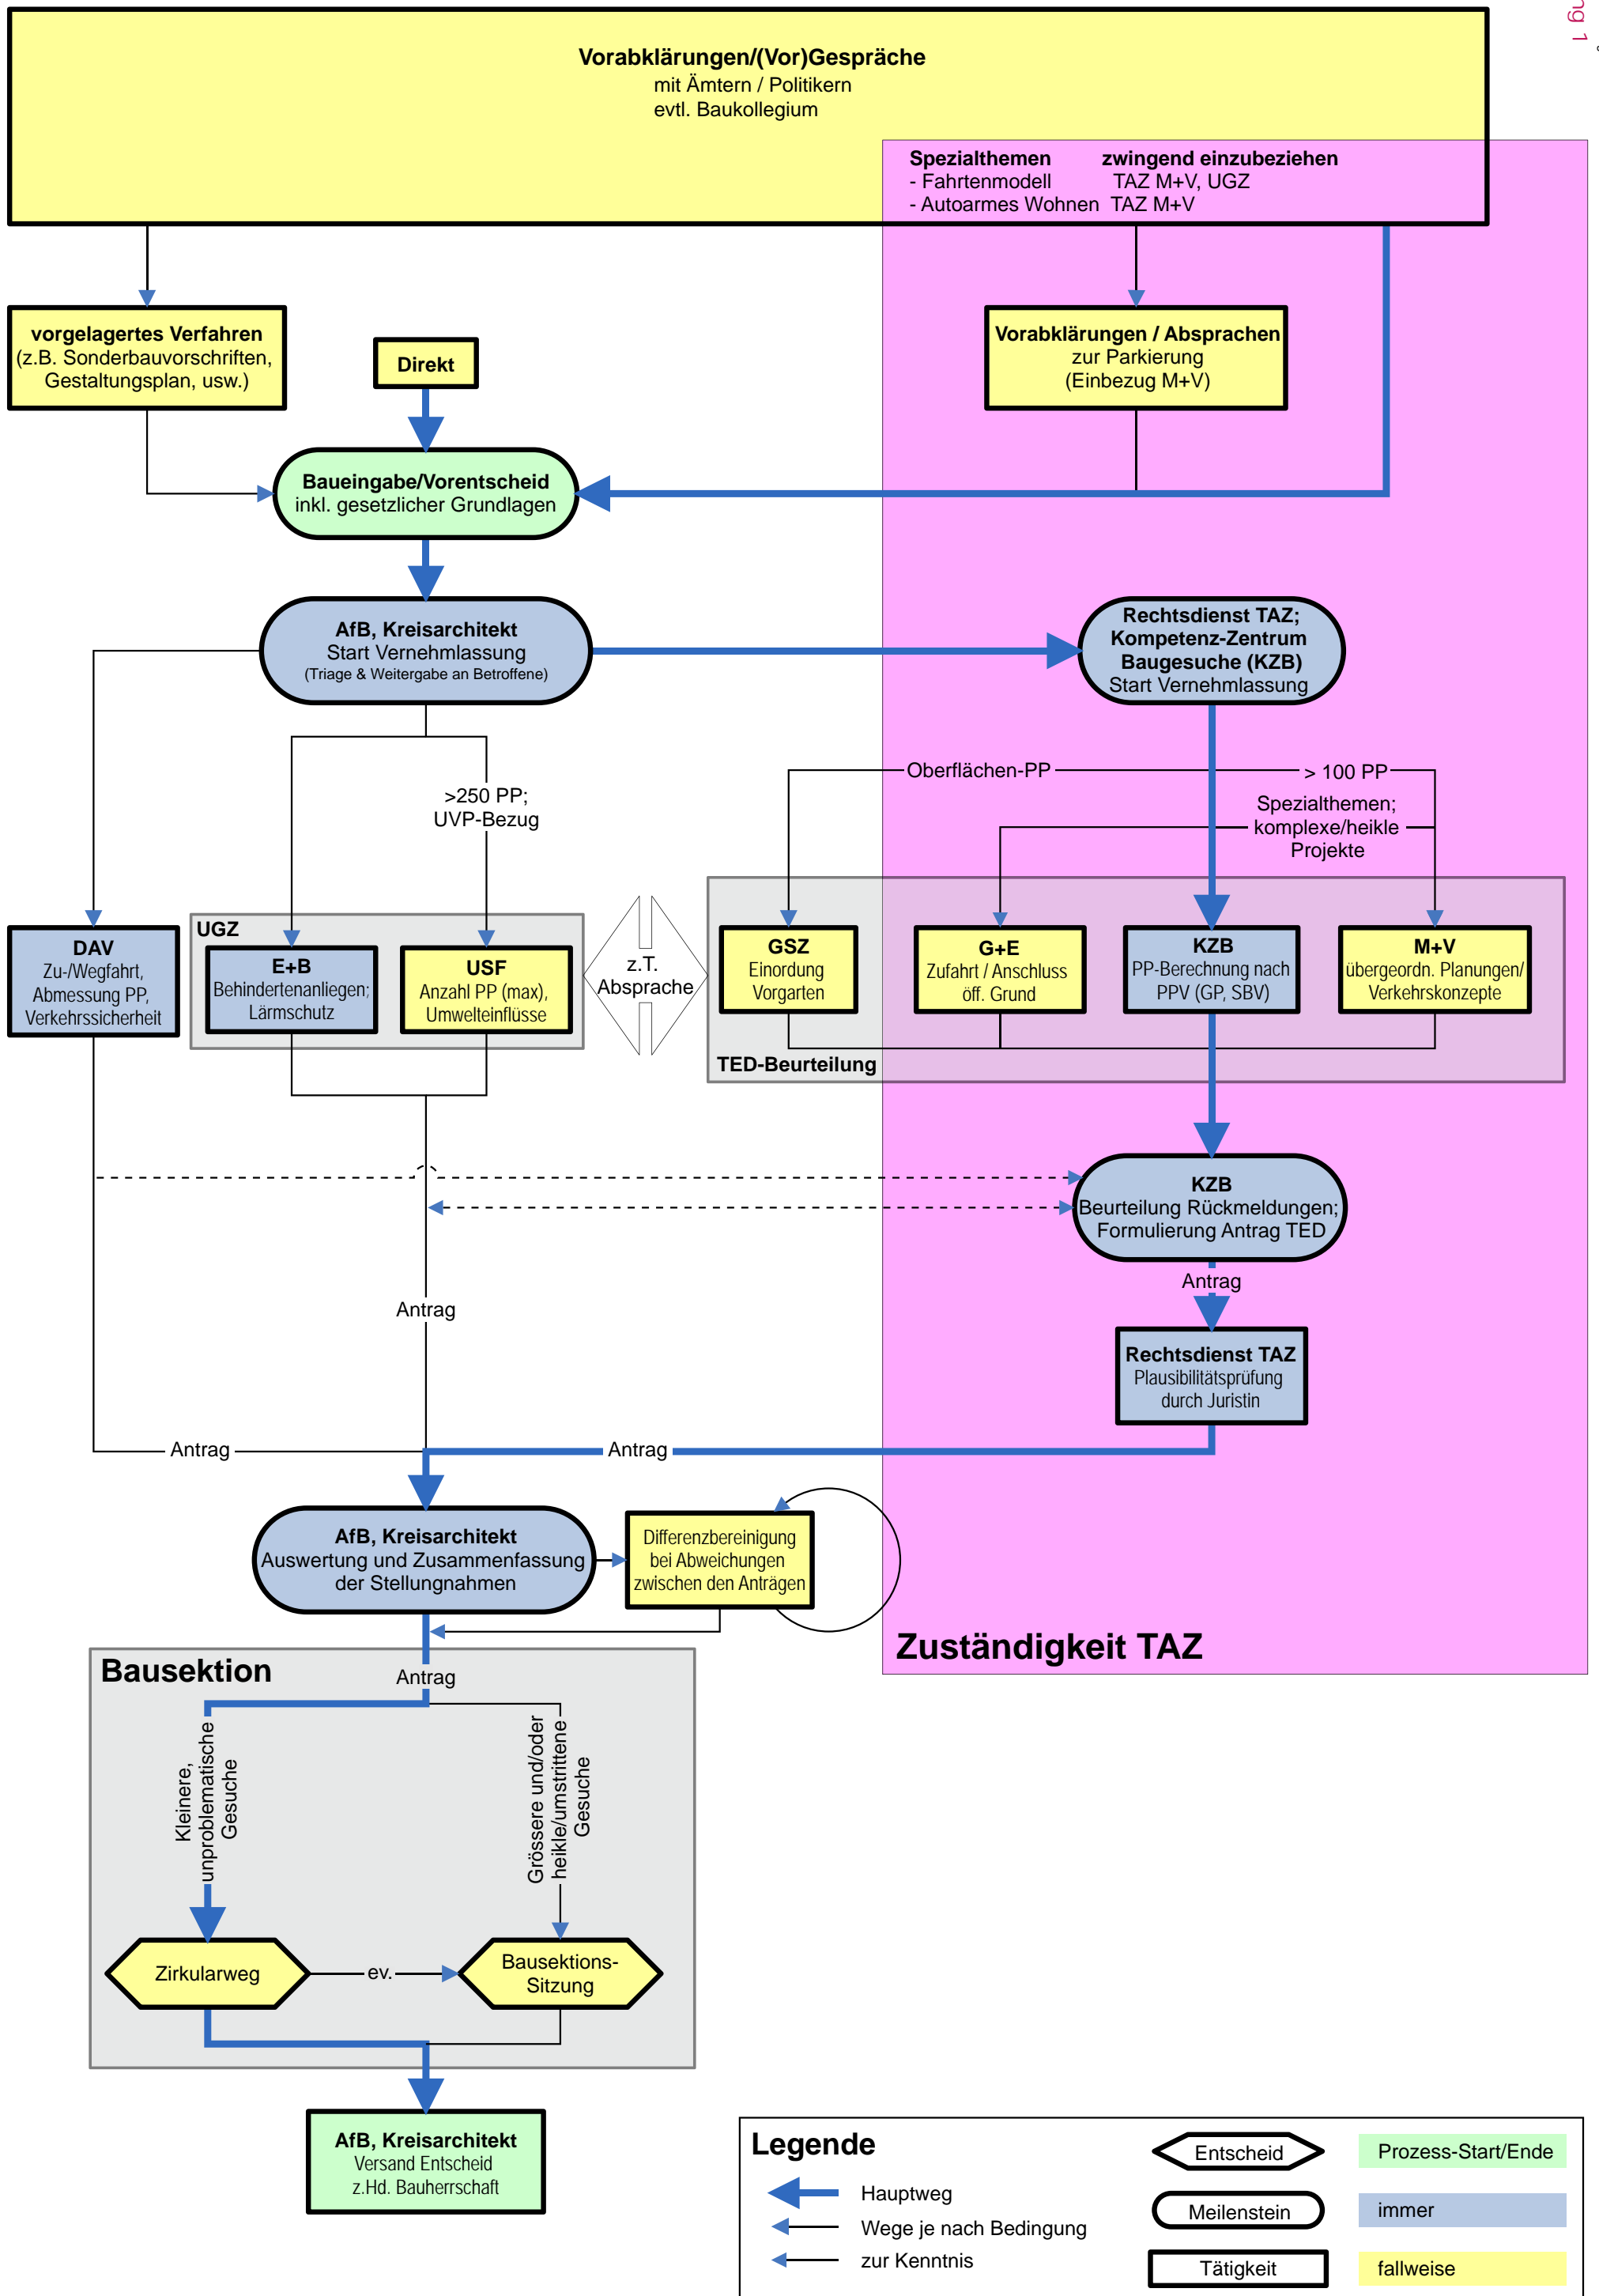 ng 1
Vorabklärungen/(Vor)Gespräche
mit Ämtern / Politikern
evtl. Baukollegium
Spezialthemen zwingend einzubeziehen
- Fahrtenmodell TAZ M+V, UGZ
- Autoarmes Wohnen TAZ M+V
vorgelagertes Verfahren
(z.B. Sonderbauvorschriften,
Gestaltungsplan, usw.)
Direkt
Vorabklärungen / Absprachen
zur Parkierung
(Einbezug M+V)
Baueingabe/Vorentscheid
inkl. gesetzlicher Grundlagen
AfB, Kreisarchitekt
Start Vernehmlassung
(Triage & Weitergabe an Betroffene)
Rechtsdienst TAZ;
Kompetenz-Zentrum
Baugesuche (KZB)
Start Vernehmlassung
Oberflächen-PP
> 100 PP
>250 PP;
UVP-Bezug
Spezialthemen;
komplexe/heikle
Projekte
DAV
Zu-/Wegfahrt,
Abmessung PP,
Verkehrssicherheit
UGZ
E+B
Behindertenanliegen;
Lärmschutz
USF
Anzahl PP (max),
Umwelteinflüsse
z.T.
Absprache
GSZ
Einordung
Vorgarten
G+E
Zufahrt / Anschluss
öff. Grund
KZB
PP-Berechnung nach
PPV (GP, SBV)
M+V
übergeordn. Planungen/
Verkehrskonzepte
TED-Beurteilung
KZB
Beurteilung Rückmeldungen;
Formulierung Antrag TED
Antrag
Antrag
Rechtsdienst TAZ
Plausibilitätsprüfung
durch Juristin
Antrag
Antrag
AfB, Kreisarchitekt
Auswertung und Zusammenfassung
der Stellungnahmen
Differenzbereinigung
bei Abweichungen
zwischen den Anträgen
Zuständigkeit TAZ
Bausektion
Antrag
Kleinere,
unproblematische
Gesuche
Grössere und/oder
heikle/umstrittene
Gesuche
Zirkularweg
ev.
Bausektions-
Sitzung
AfB, Kreisarchitekt
Versand Entscheid
z.Hd. Bauherrschaft
Legende
Hauptweg
Wege je nach Bedingung
zur Kenntnis
Entscheid
Meilenstein
Tätigkeit
Prozess-Start/Ende
immer
fallweise